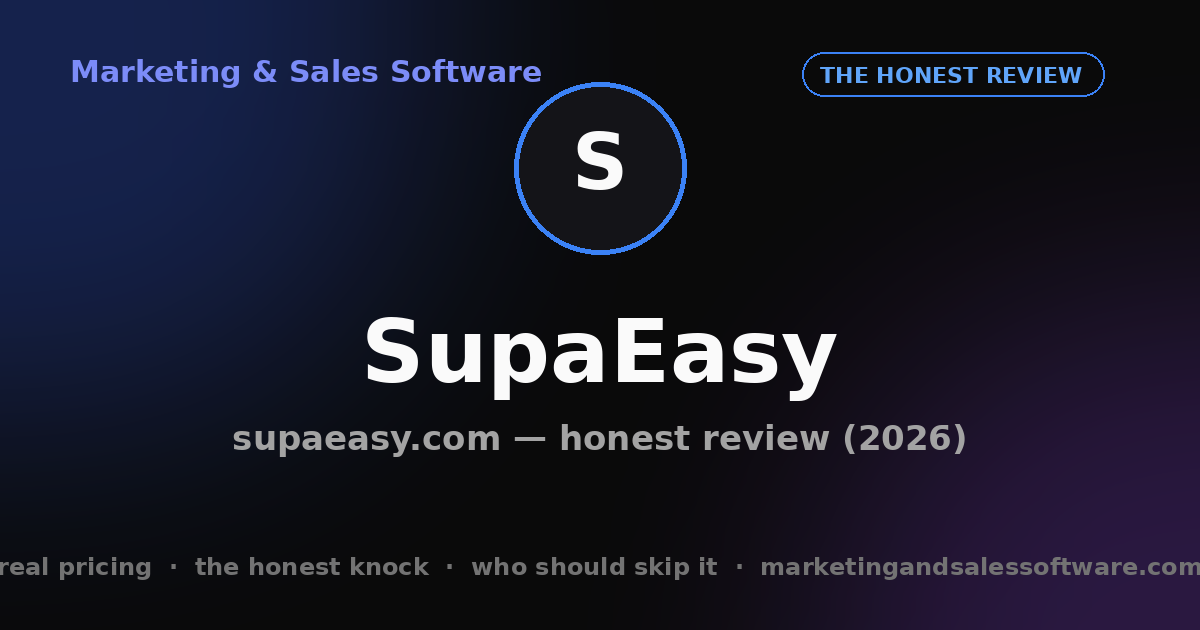 Marketing & Sales Software
THE HONEST REVIEW
S
SupaEasy
supaeasy.com — honest review (2026)
real pricing · the honest knock · who should skip it · marketingandsalessoftware.com